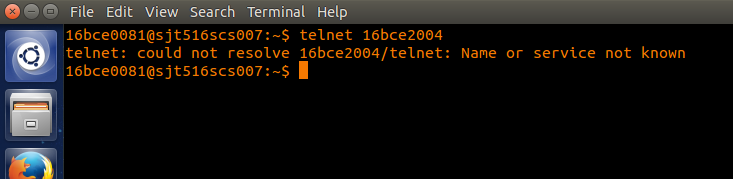 File Edit View Search Terminal Help
16bce0081@sjt516scs007:~$ telnet 16bce2004
telnet: could not resolve 16bce2004/telnet: Name or service not known
16bce0081@sjt516scs007:~$